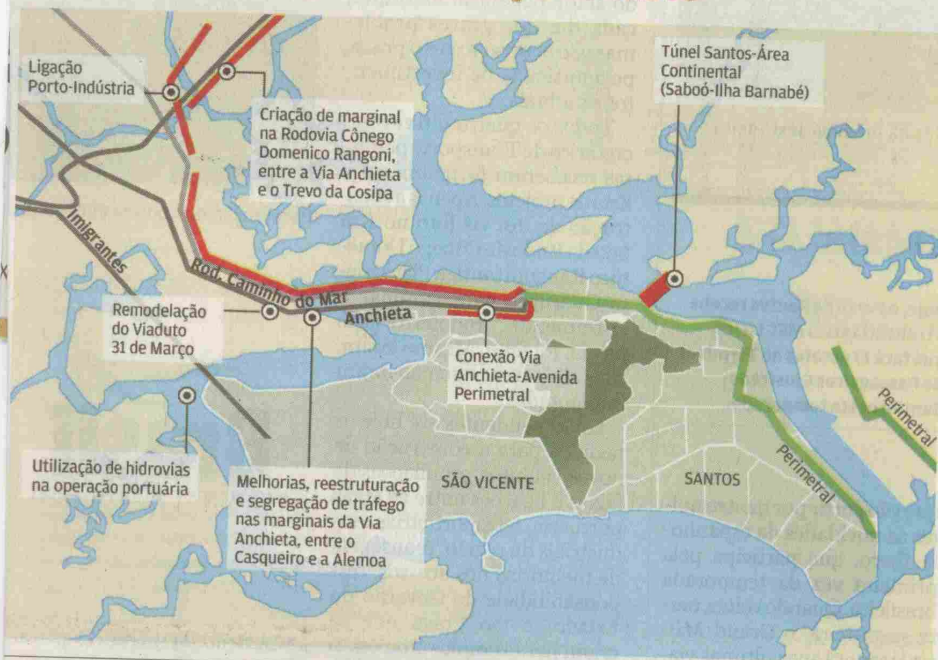 Ligação
Porto-Indústria
Criação de marginal
na Rodovia Cônego
Domenico Rangoni,
entre a Via Anchieta
e o Trevo da Cosipa
Túnel Santos-Área
Continental
(Saboó-Ilha Barnabé)
Imigrantes
Rod. Caminho do Mar
Anchieta
Remodelação
do Viaduto
31 de Março
Conexão Via
Anchieta-Avenida
Perimetral
Perimetral
Perimetral
Utilização de hidrovias
na operação portuária
Melhorias, reestruturação
e segregação de tráfego
nas marginais da Via
Anchieta, entre o
Casqueiro e a Alemoa
SÃO VICENTE
SANTOS